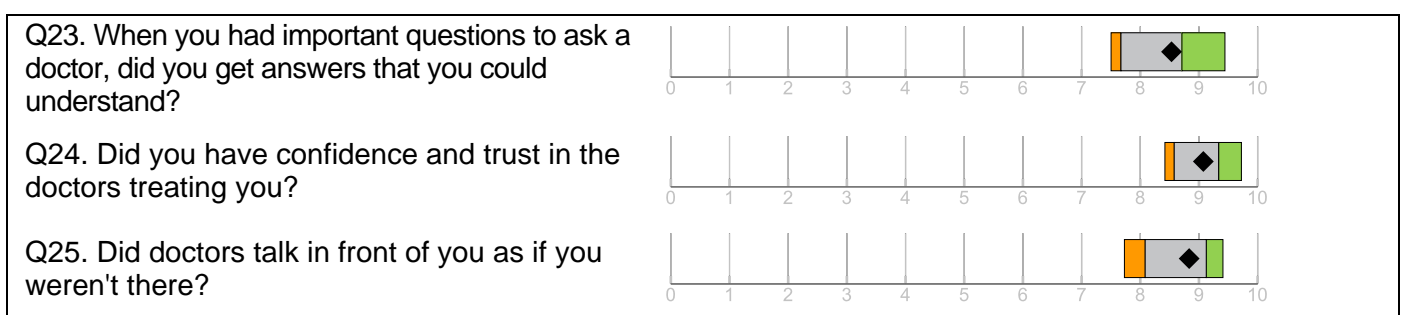 Q23. When you had important questions to ask a
doctor, did you get answers that you could
understand?
0 1 2 3 4 5 6 7 8 9 10
Q24. Did you have confidence and trust in the
doctors treating you?
0 1 2 3 4 5 6 7 8 9 10
Q25. Did doctors talk in front of you as if you
weren't there?
0 1 2 3 4 5 6 7 8 9 10